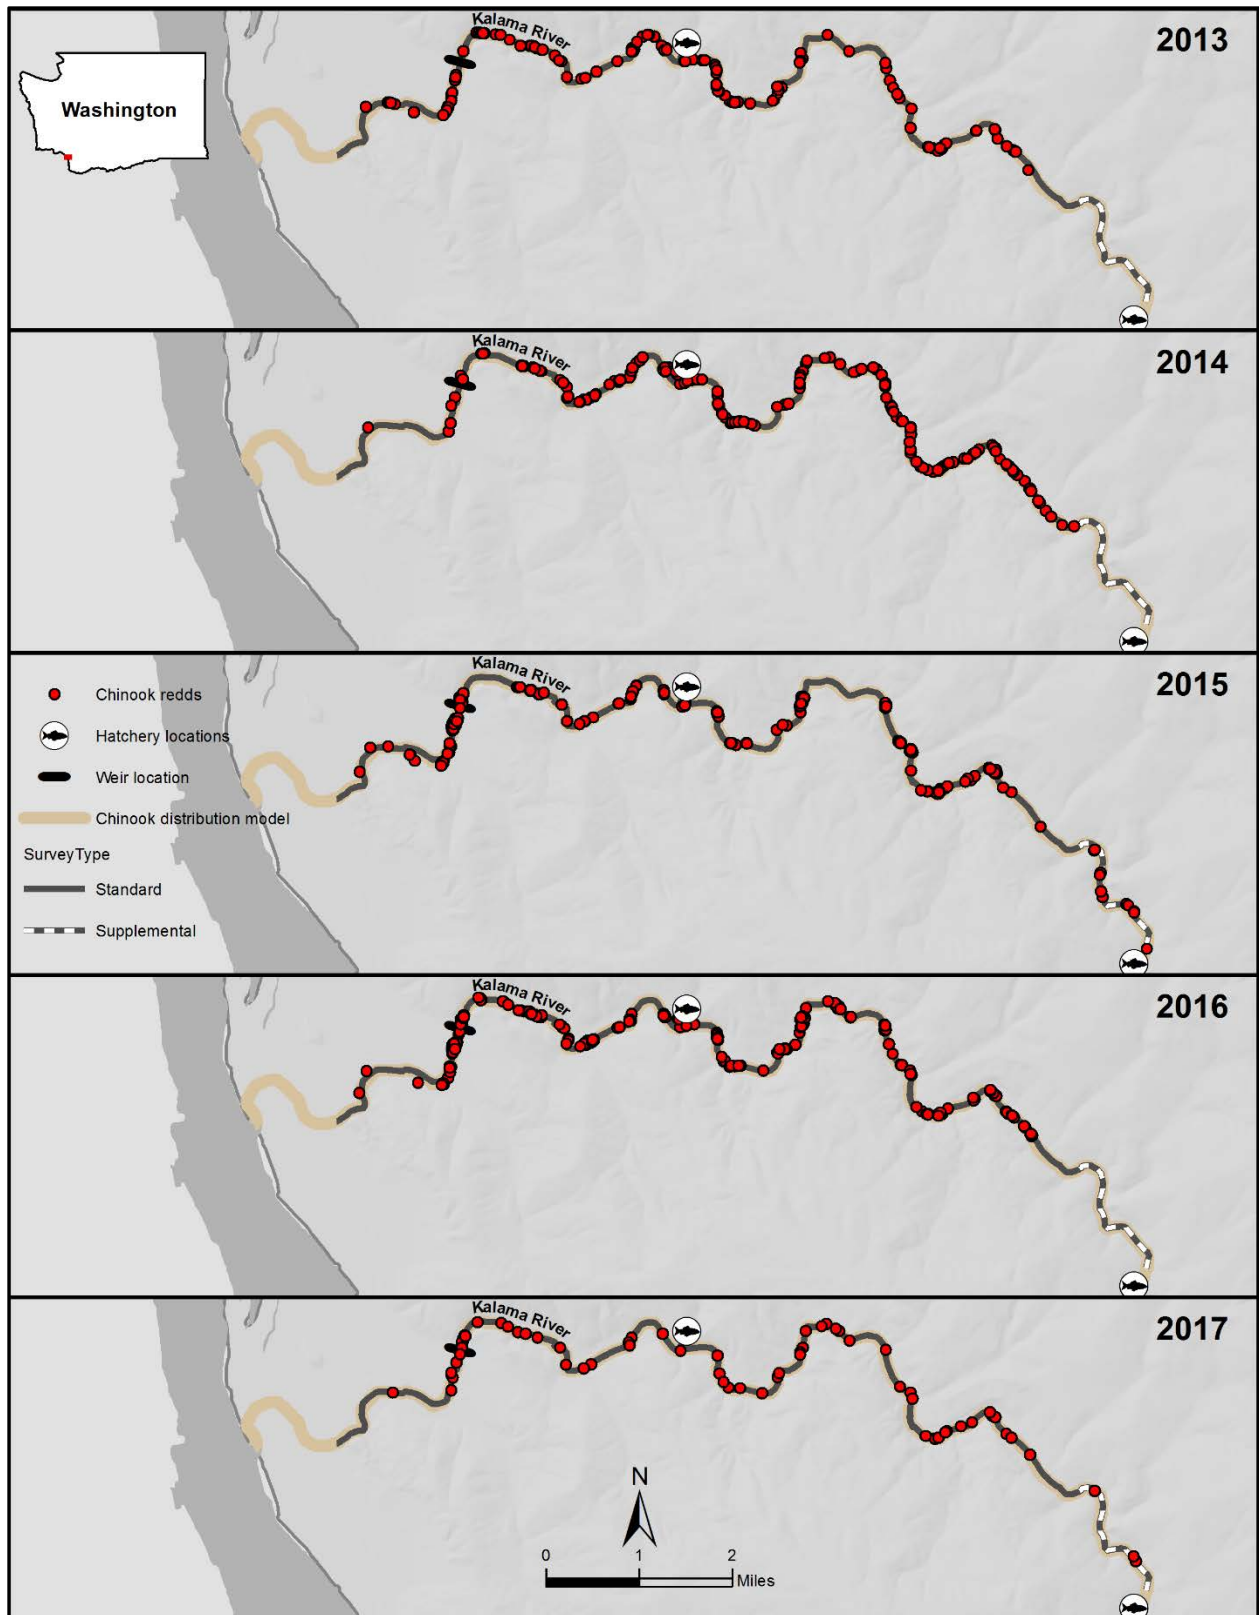 Kalama River
2013
Washington
Kalama River
2014
Kalama River
2015
Chinook redds
Hatchery locations
Weir location
Chinook distribution model
SurveyType
Standard
Supplemental
Kalama River
2016
Kalama River
2017
N
0 1 2
Miles